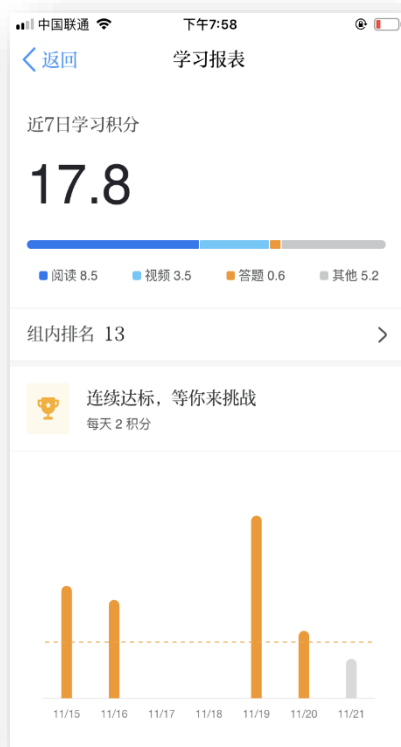 中国联通 下午7:58
返回 学习报表
近7日学习积分
17.8
阅读 8.5 视频 3.5 答题 0.6 其他 5.2
组内排名 13
连续达标，等你来挑战
每天 2 积分
11/15 11/16 11/17 11/18 11/19 11/20 11/21